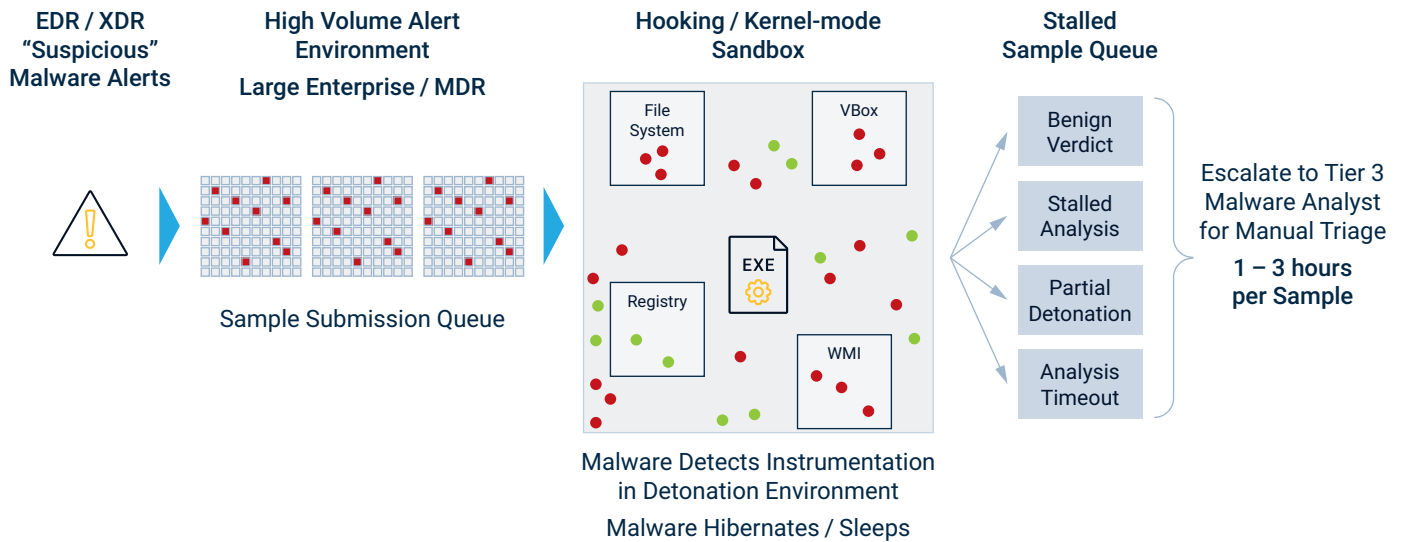 EDR / XDR
“Suspicious”
Malware Alerts
High Volume Alert
Environment
Large Enterprise / MDR
Sample Submission Queue
Hooking / Kernel-mode
Sandbox
File
System
VBox
EXE
Registry
WMI
Malware Detects Instrumentation
in Detonation Environment
Malware Hibernates / Sleeps
Stalled
Sample Queue
Benign
Verdict
Stalled
Analysis
Partial
Detonation
Analysis
Timeout
Escalate to Tier 3
Malware Analyst
for Manual Triage
1 – 3 hours
per Sample